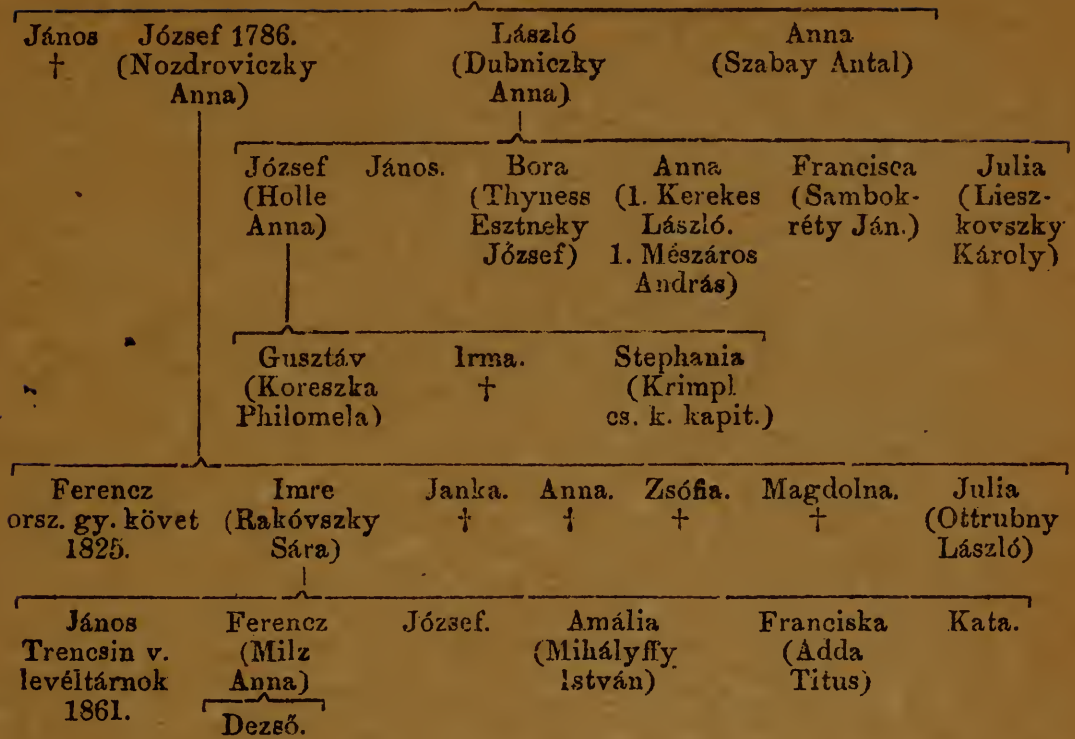 János József 1786. László Anna
† (Nozdroviczky (Dubniczky (Szabay Antal)
Anna) Anna)
József János. Bora Anna Francisca Julia
(Holle (Thyness (1. Kerekes (Sambok- (Liesz-
Anna) Esztneky László. réty Ján.) kovszky
József) 1. Mészáros Károly)
András)
Gusztáv Irma. Stephania
(Koreszka † (Krimpl
Philomela) cs. k. kapit.)
Ferencz Imre Janka. Anna. Zsófia. Magdolna. Julia
orsz. gy. követ (Rakóvszky † † † † (Ottrubny
1825. Sára) László)
János Ferencz József. Amália Franciska Kata.
Trencsin v. (Milz (Mihályffy (Adda
levéltárnok Anna) István) Titus)
1861.
Dezső.